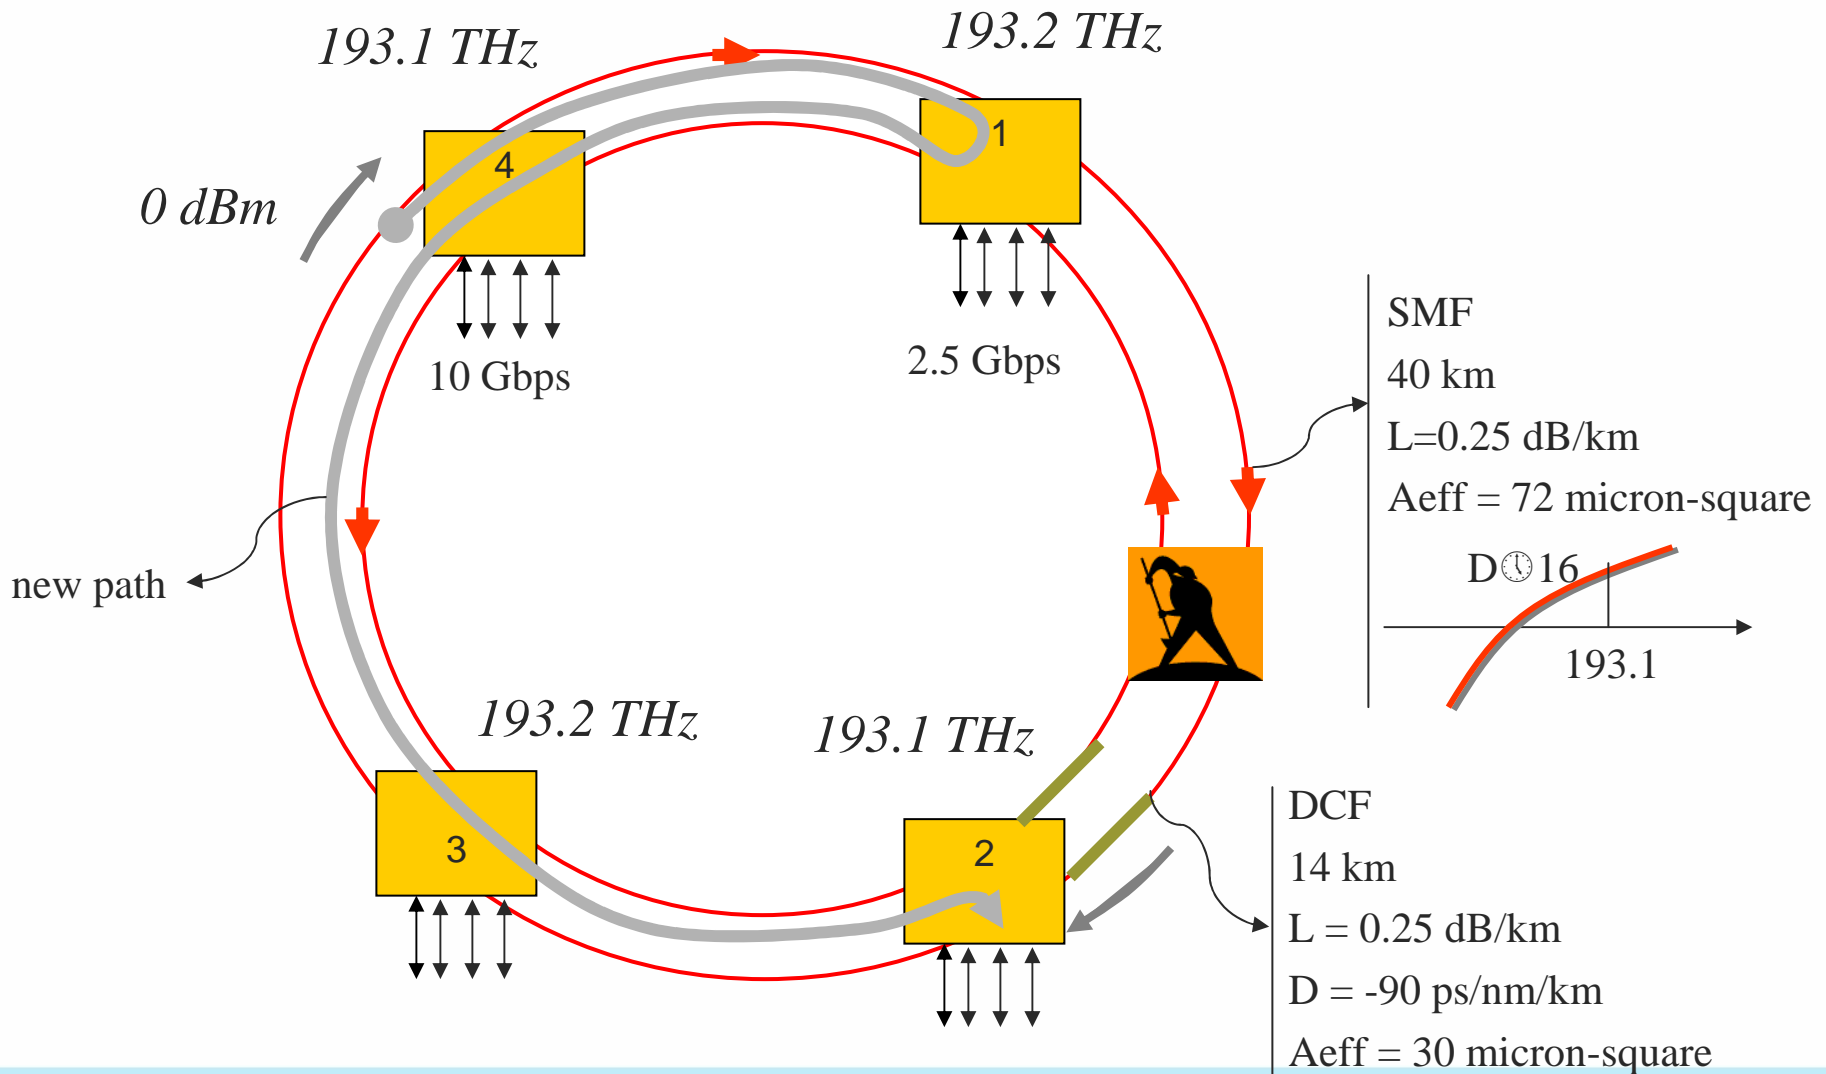 193.1 THz
193.2 THz
1
4
0 dBm
10 Gbps
2.5 Gbps
SMF
40 km
L=0.25 dB/km
Aeff = 72 micron-square
D🕔16
193.1
new path
193.2 THz
193.1 THz
3
2
DCF
14 km
L = 0.25 dB/km
D = -90 ps/nm/km
Aeff = 30 micron-square